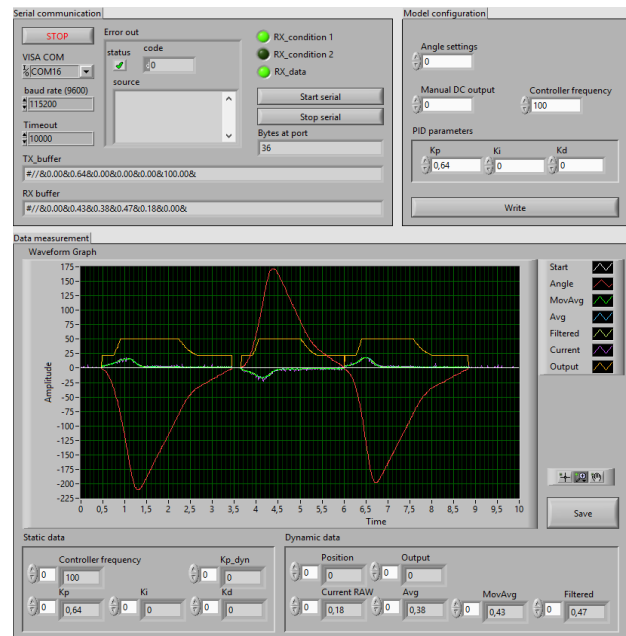 Serial communication
STOP
VISA COM
COM16
baud rate (9600)
115200
Timeout
10000
Error out
status
code
0
source
RX_condition 1
RX_condition 2
RX_data
Start serial
Stop serial
Bytes at port
36
TX_buffer
#//&0.00&0.64&0.00&0.00&0.00&100.00&
RX buffer
#//&0.00&0.43&0.38&0.47&0.18&0.00&
Model configuration
Angle settings
0
Manual DC output
0
Controller frequency
100
PID parameters
Kp Ki Kd
0,64 0 0
Write
Data measurement
Waveform Graph
Amplitude
175
150
125
100
75
50
25
0
-25
-50
-75
-100
-125
-150
-175
-200
-225
0 0,5 1 1,5 2 2,5 3 3,5 4 4,5 5 5,5 6 6,5 7 7,5 8 8,5 9 9,5 10
Time
Start
Angle
MovAvg
Avg
Filtered
Current
Output
Save
Static data
Controller frequency
0 100
Kp_dyn
0 0
Kp Ki Kd
0 0,64 0 0 0 0
Dynamic data
Position Output
0 0 0 0
Current RAW Avg MovAvg Filtered
0 0,18 0 0,38 0 0,43 0 0,47